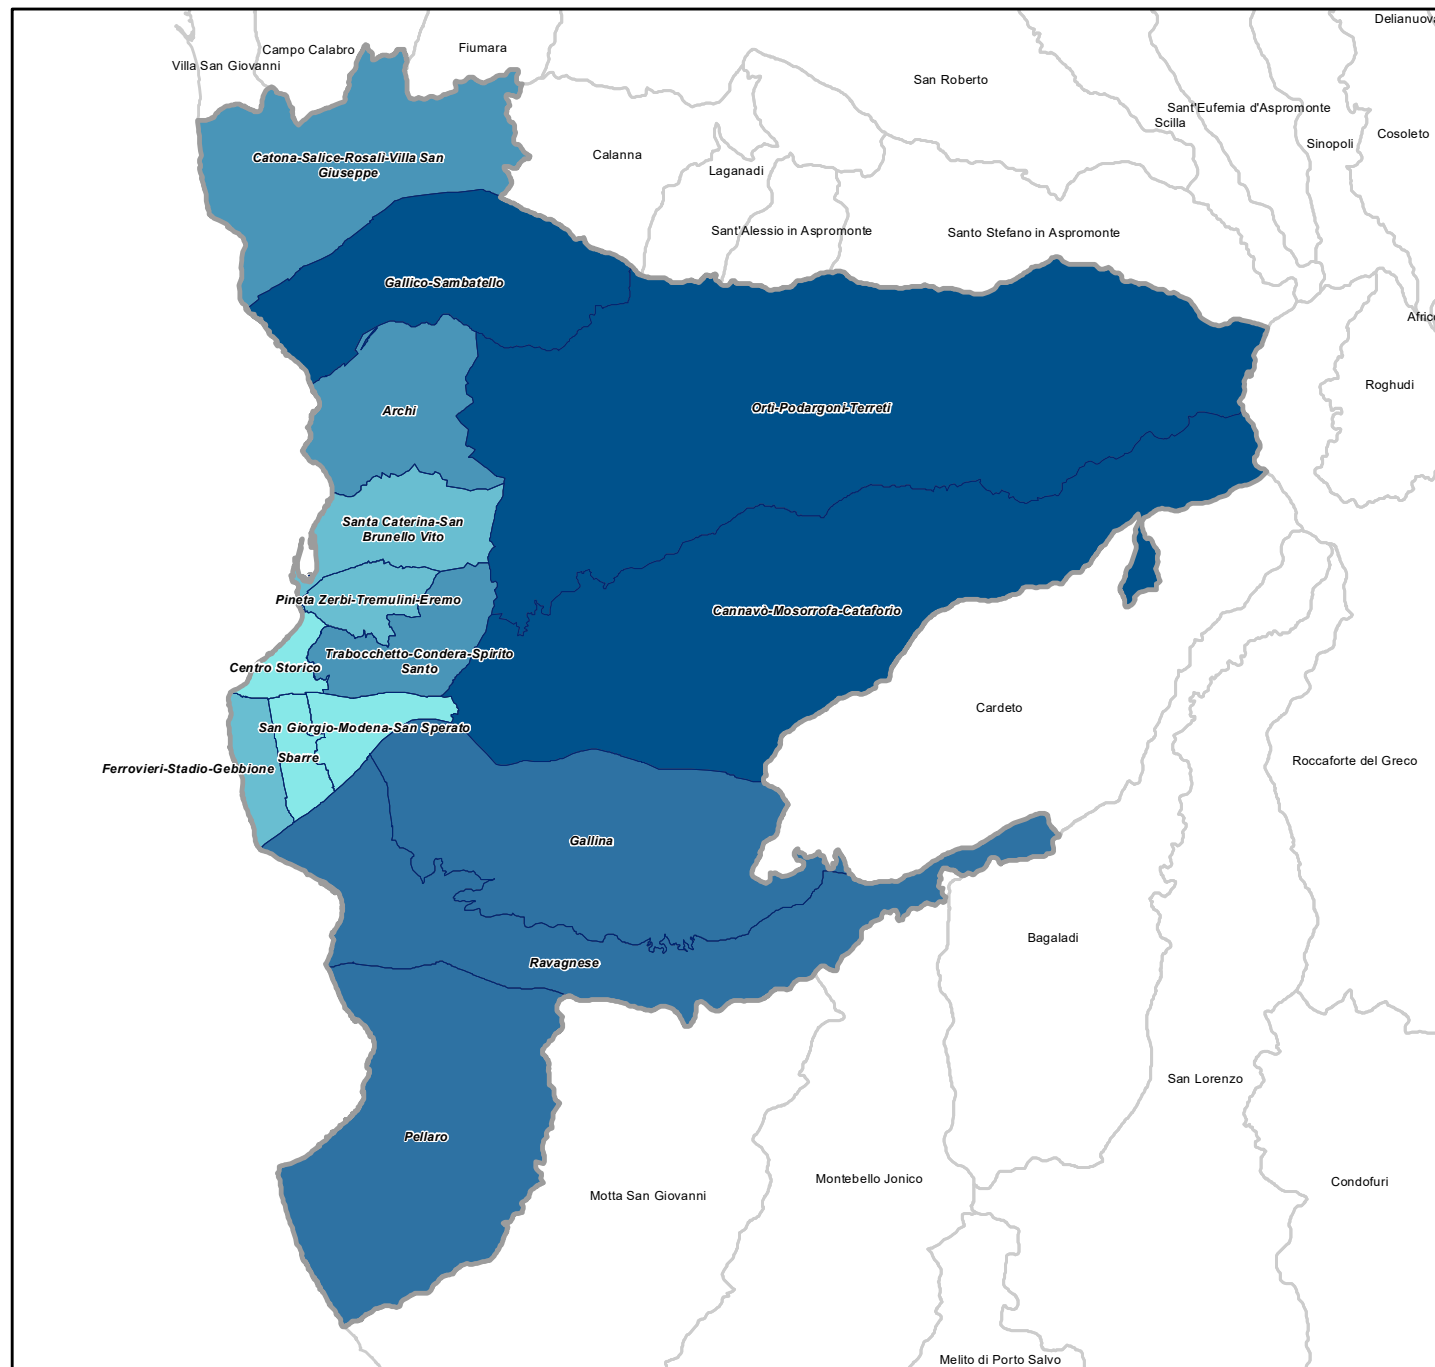 Delianuova
Campo Calabro
Fiumara
Villa San Giovanni
San Roberto
Sant'Eufemia d'Aspromonte
Scilla
Cosoleto
Sinopoli
Calanna
Catona-Salice-Rosali-Villa San
Giuseppe
Laganadi
Sant'Alessio in Aspromonte
Santo Stefano in Aspromonte
Gallico-Sambatello
Africo
Roghudi
Orti-Podargoni-Terreti
Archi
Santa Caterina-San
Brunello Vito
Pineta Zerbi-Tremulini-Eremo
Cannavò-Mosorrofa-Cataforio
Trabocchetto-Condera-Spirito
Santo
Centro Storico
Cardeto
San Giorgio-Modena-San Sperato
Sbarre
Ferrovieri-Stadio-Gebbione
Roccaforte del Greco
Gallina
Bagaladi
Ravagnese
San Lorenzo
Pellaro
Montebello Jonico
Condofuri
Motta San Giovanni
Melito di Porto Salvo